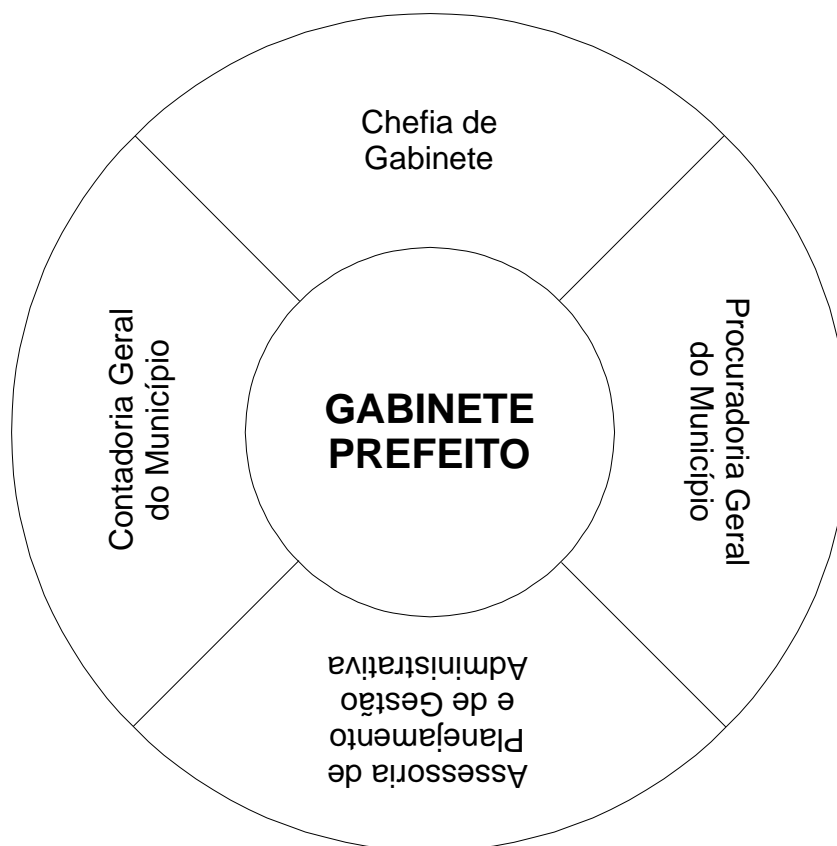 Chefia de
Gabinete
Procuradoria Geral
do Município
Assessoria de
Planejamento
e de Gestão
Administrativa
Contadoria Geral
do Município
GABINETE
PREFEITO